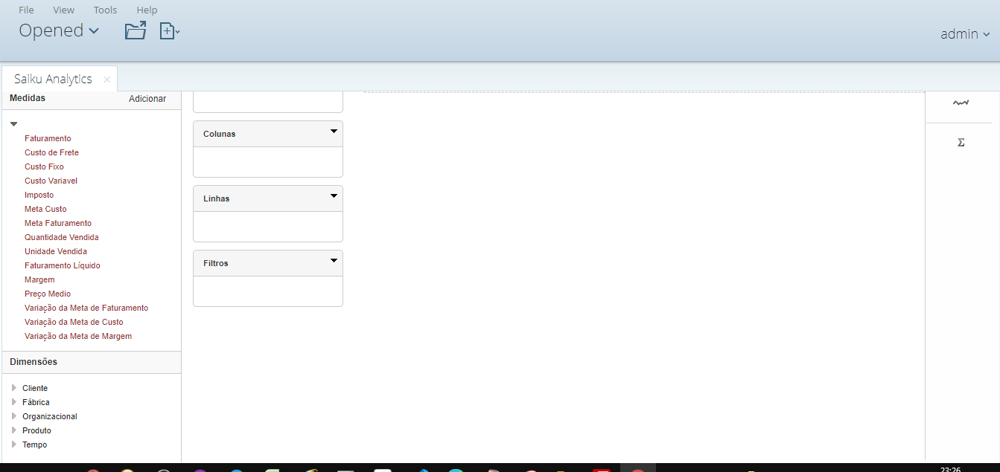 File View Tools Help
Opened
admin
Saiku Analytics ×
Medidas Adicionar
Faturamento
Custo de Frete
Custo Fixo
Custo Variavel
Imposto
Meta Custo
Meta Faturamento
Quantidade Vendida
Unidade Vendida
Faturamento Líquido
Margem
Preço Medio
Variação da Meta de Faturamento
Variação da Meta de Custo
Variação da Meta de Margem
Dimensões
Cliente
Fábrica
Organizacional
Produto
Tempo
Colunas
Linhas
Filtros
Σ
23:26